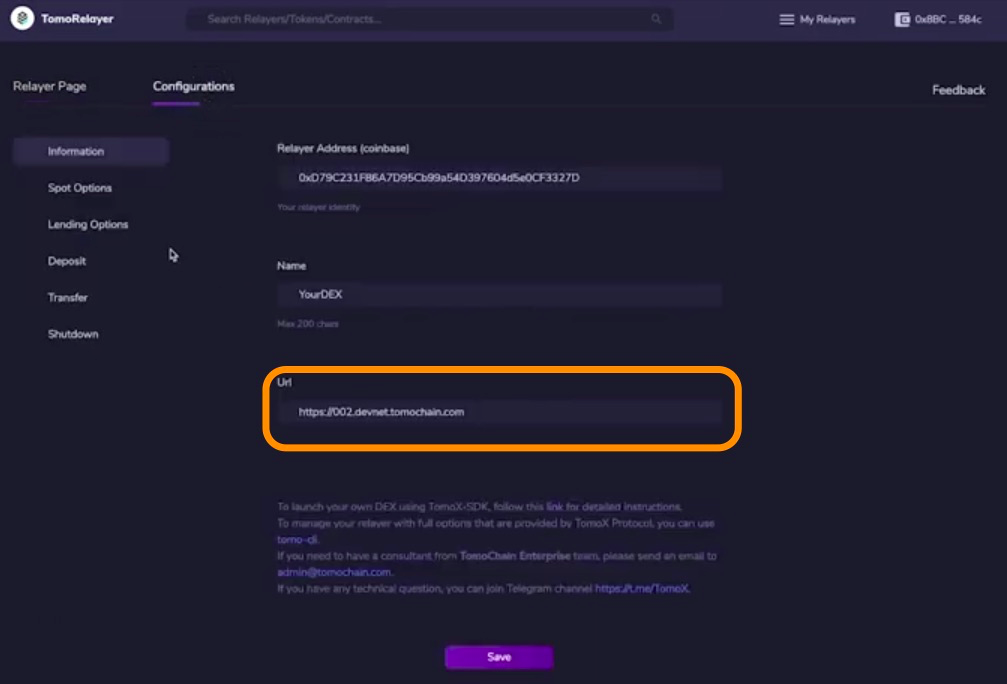 TomoRelayer
Search Relayers/Tokens/Contracts...
My Relayers
0x8BC ... 584c
Relayer Page
Configurations
Feedback
Information
Spot Options
Lending Options
Deposit
Transfer
Shutdown
Relayer Address (coinbase)
0xD79C231F86A7D95Cb99a54D397604d5e0CF3327D
Your relayer identity
Name
YourDEX
Max 200 chars
Url
https://002.devnet.tomochain.com
To launch your own DEX using TomoX-SDK, follow this link for detailed instructions.
To manage your relayer with full options that are provided by TomoX Protocol, you can use
tomo-cli.
If you need to have a consultant from TomoChain Enterprise team, please send an email to
admin@tomochain.com.
If you have any technical question, you can join Telegram channel https://t.me/TomoX.
Save